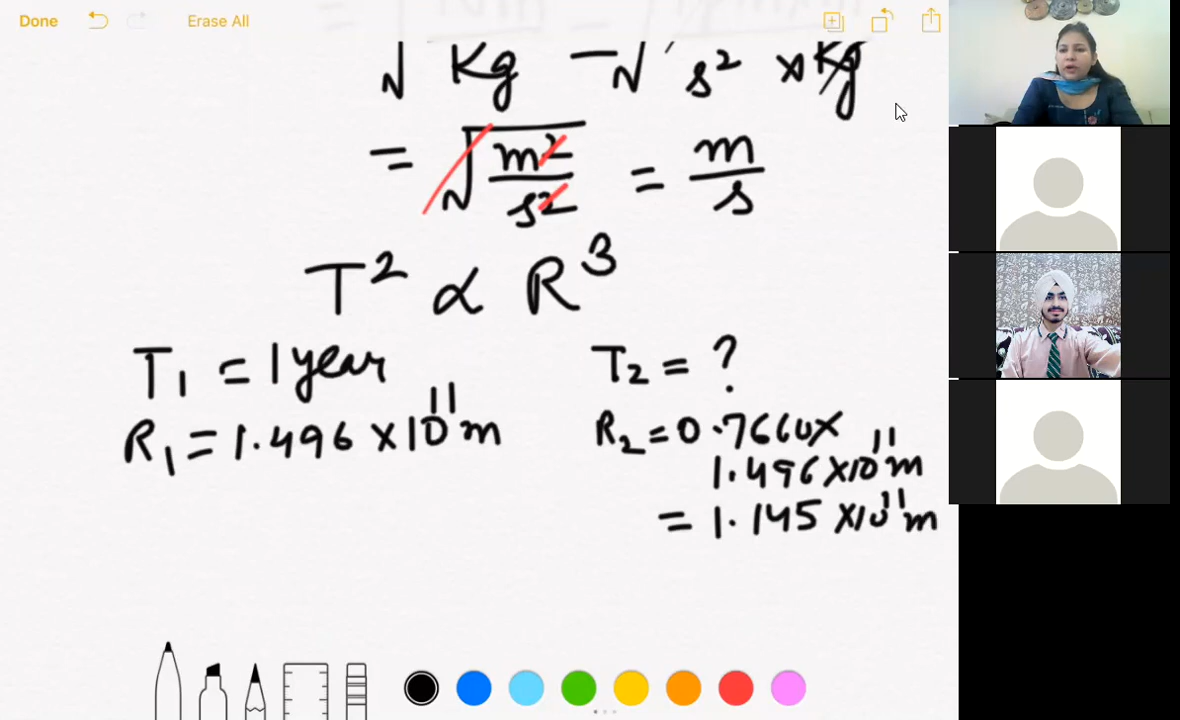 Done Erase All
√ Kg √ s² × Kg
= √m²/s² = m/s
T² ∝ R³
T₁ = 1 year T₂ = ?
R₁ = 1.496 × 10¹¹ m R₂ = 0.7660 ×
1.496 × 10¹¹ m
= 1.145 × 10¹¹ m